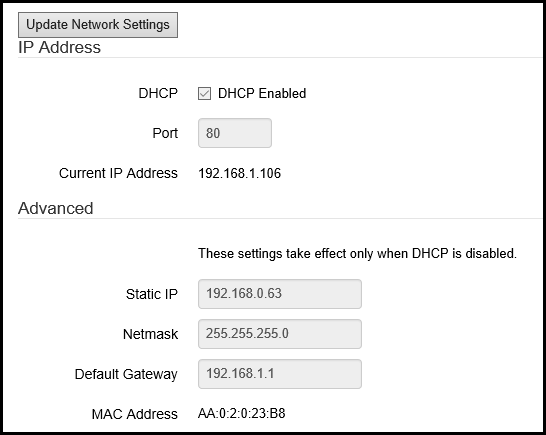 Update Network Settings
IP Address
DHCP DHCP Enabled
Port 80
Current IP Address 192.168.1.106
Advanced
These settings take effect only when DHCP is disabled.
Static IP 192.168.0.63
Netmask 255.255.255.0
Default Gateway 192.168.1.1
MAC Address AA:0:2:0:23:B8